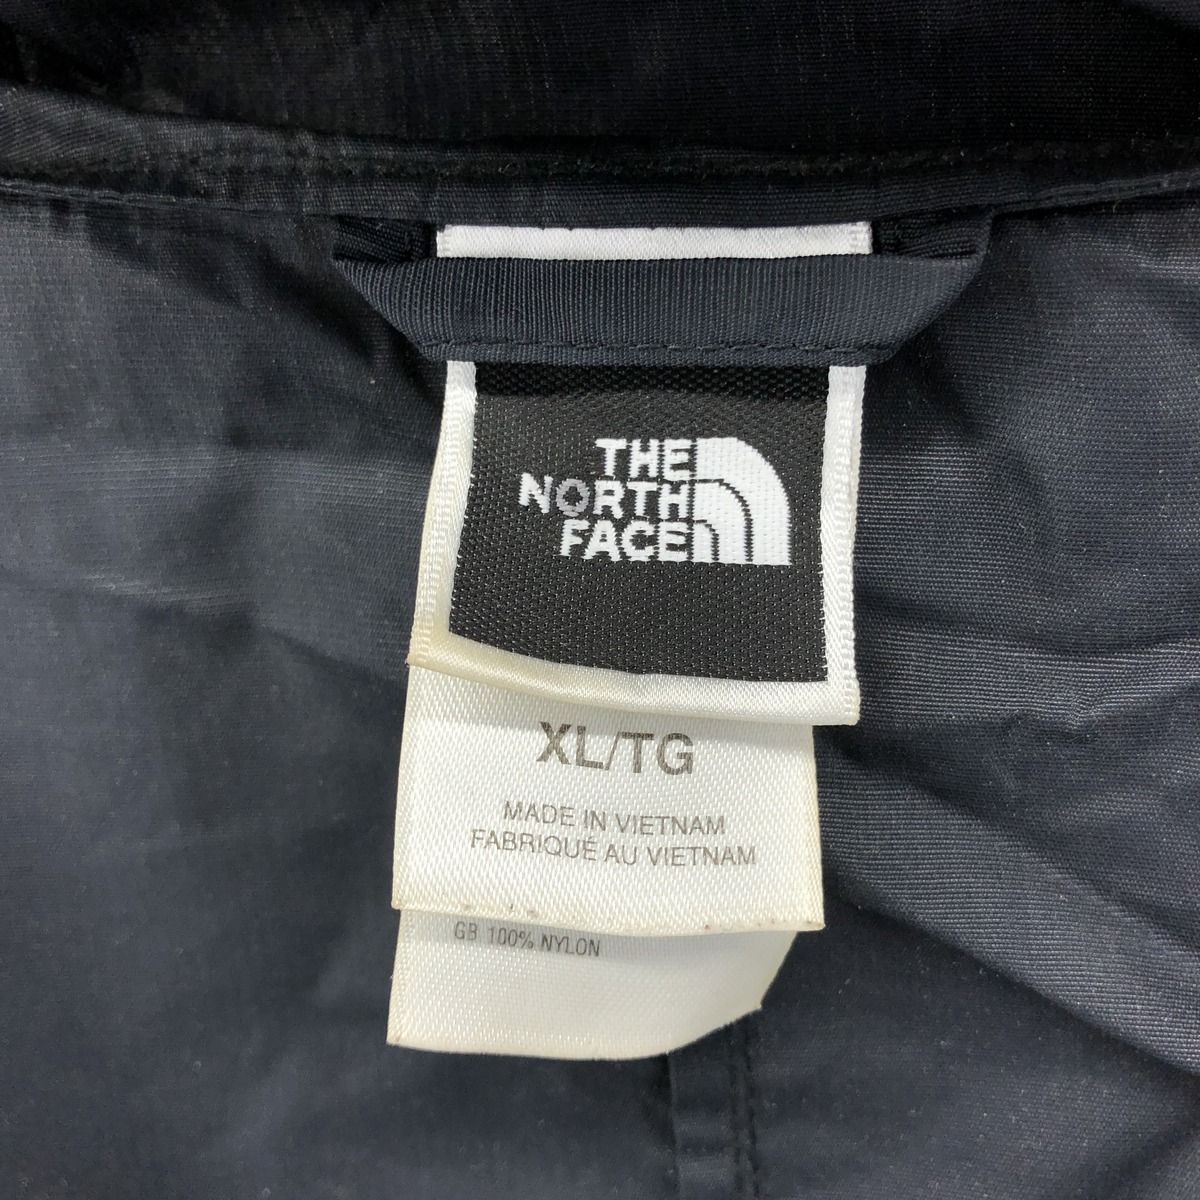 THE
NORTH
FACE
XL/TG
MADE IN VIETNAM
FABRIQUÉ AU VIETNAM
GB 100% NYLON